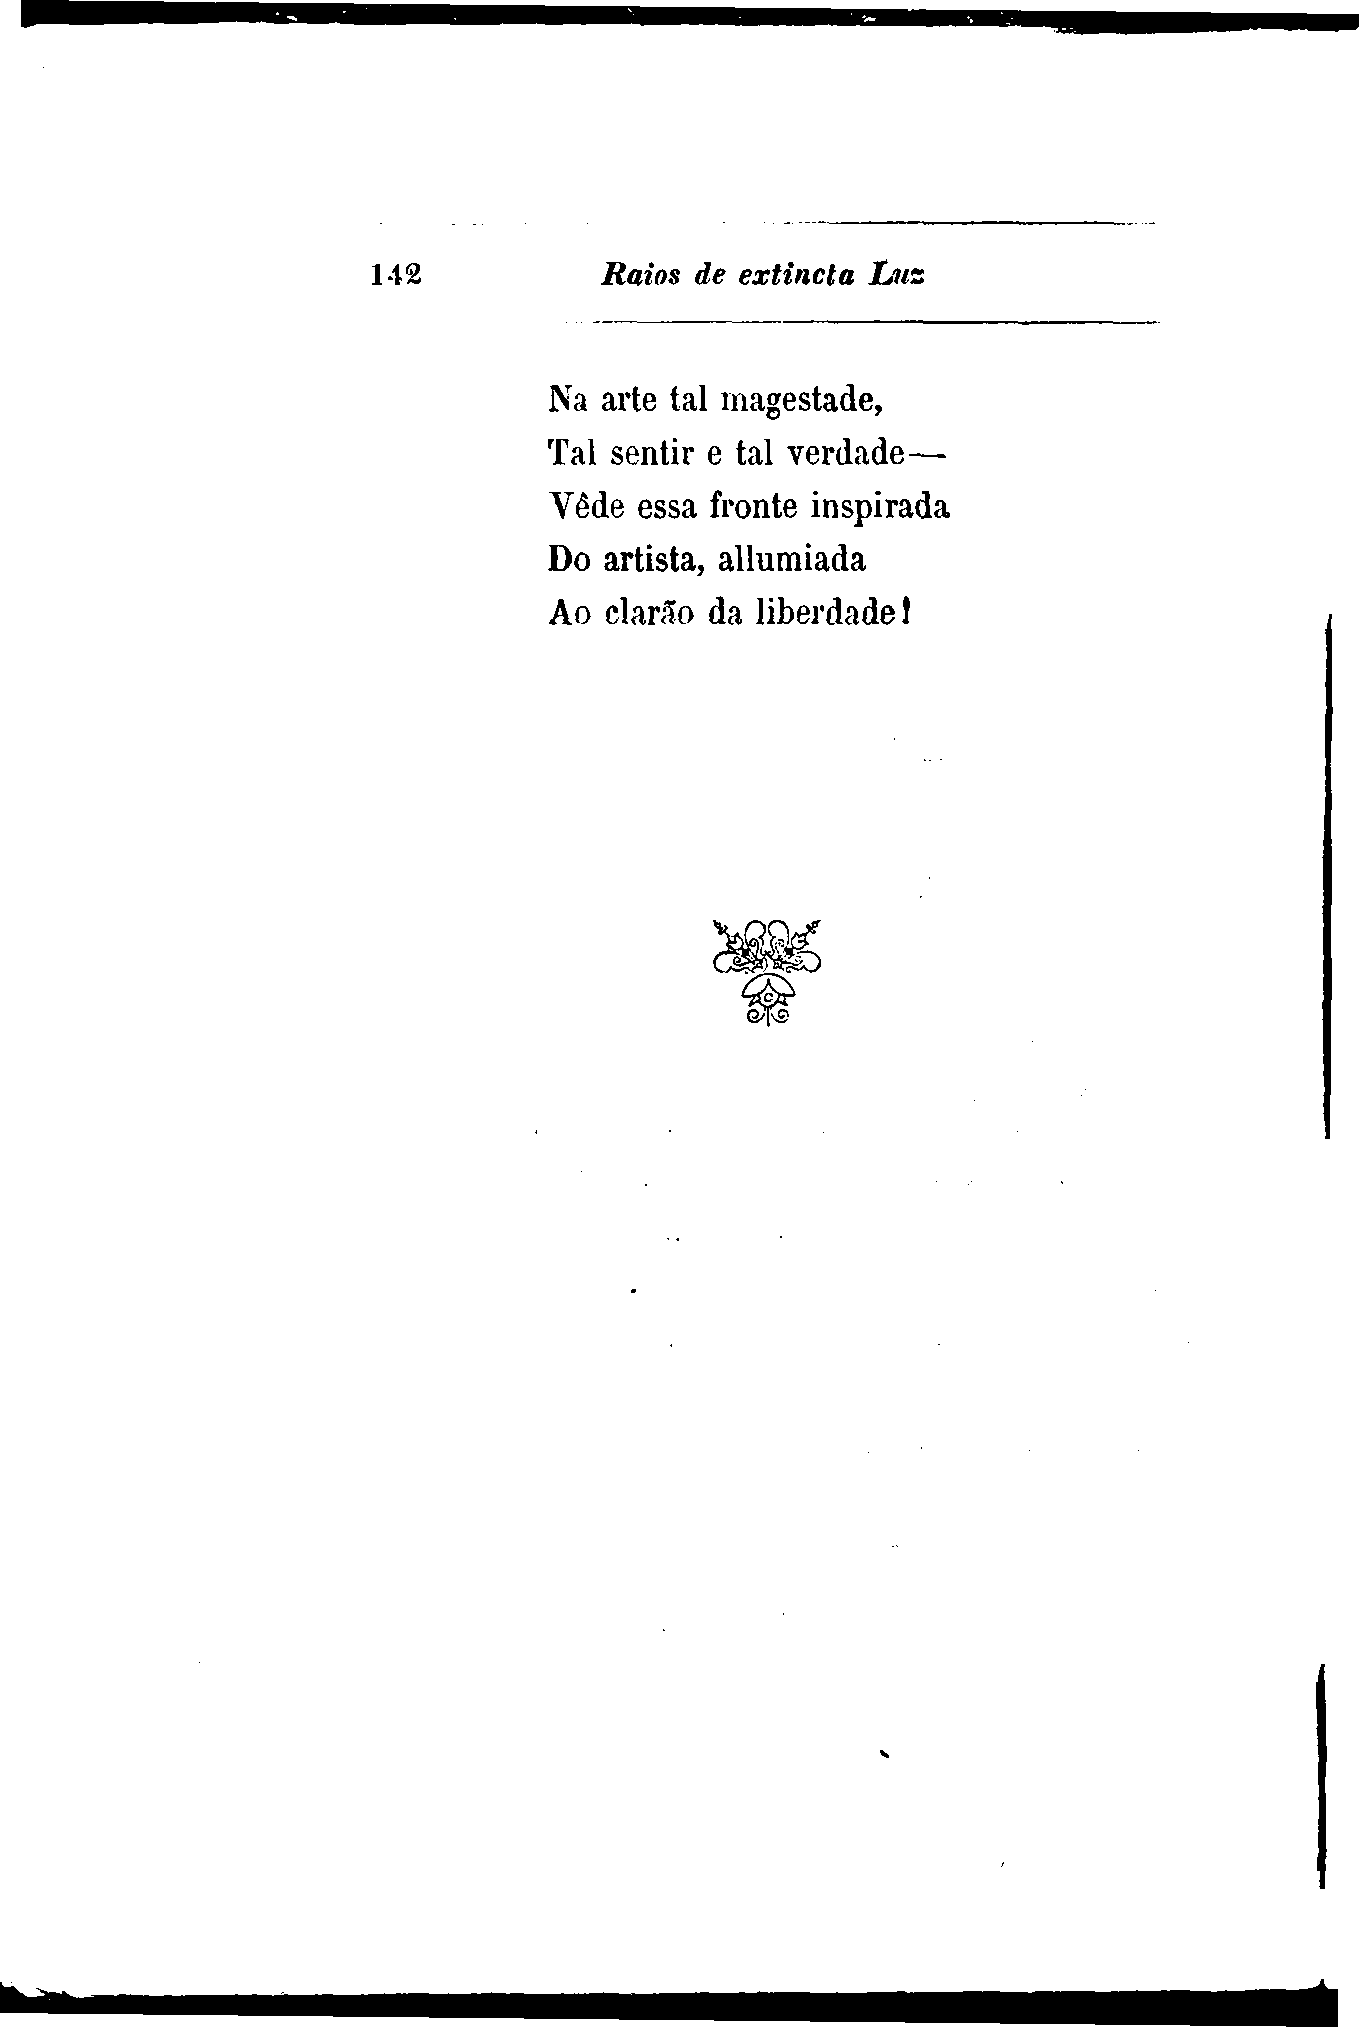 142 Raios de extincta Luz
Na arte tal magestade,
Tal sentir e tal verdade—
Vêde essa fronte inspirada
Do artista, allumiada
Ao clarão da liberdade!